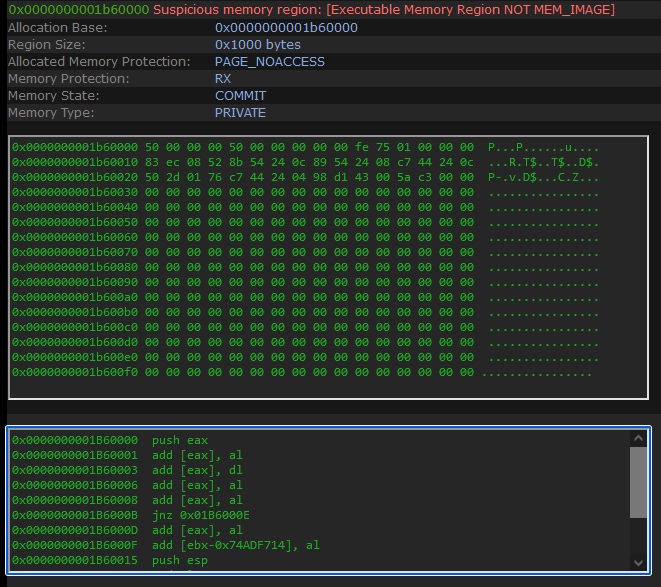 0x0000000001b60000 Suspicious memory region: [Executable Memory Region NOT MEM_IMAGE]
Allocation Base: 0x0000000001b60000
Region Size: 0x1000 bytes
Allocated Memory Protection: PAGE_NOACCESS
Memory Protection: RX
Memory State: COMMIT
Memory Type: PRIVATE
0x0000000001b60000 50 00 00 00 50 00 00 00 00 00 fe 75 01 00 00 00 P...P......u....
0x0000000001b60010 83 ec 08 52 8b 54 24 0c 89 54 24 08 c7 44 24 0c ...R.T$..T$..D$.
0x0000000001b60020 50 2d 01 76 c7 44 24 04 98 d1 43 00 5a c3 00 00 P-.v.D$...C.Z...
0x0000000001b60030 00 00 00 00 00 00 00 00 00 00 00 00 00 00 00 00 ................
0x0000000001b60040 00 00 00 00 00 00 00 00 00 00 00 00 00 00 00 00 ................
0x0000000001b60050 00 00 00 00 00 00 00 00 00 00 00 00 00 00 00 00 ................
0x0000000001b60060 00 00 00 00 00 00 00 00 00 00 00 00 00 00 00 00 ................
0x0000000001b60070 00 00 00 00 00 00 00 00 00 00 00 00 00 00 00 00 ................
0x0000000001b60080 00 00 00 00 00 00 00 00 00 00 00 00 00 00 00 00 ................
0x0000000001b60090 00 00 00 00 00 00 00 00 00 00 00 00 00 00 00 00 ................
0x0000000001b600a0 00 00 00 00 00 00 00 00 00 00 00 00 00 00 00 00 ................
0x0000000001b600b0 00 00 00 00 00 00 00 00 00 00 00 00 00 00 00 00 ................
0x0000000001b600c0 00 00 00 00 00 00 00 00 00 00 00 00 00 00 00 00 ................
0x0000000001b600d0 00 00 00 00 00 00 00 00 00 00 00 00 00 00 00 00 ................
0x0000000001b600e0 00 00 00 00 00 00 00 00 00 00 00 00 00 00 00 00 ................
0x0000000001b600f0 00 00 00 00 00 00 00 00 00 00 00 00 00 00 00 00 ................
0x0000000001B60000 push eax
0x0000000001B60001 add [eax], al
0x0000000001B60003 add [eax], dl
0x0000000001B60006 add [eax], al
0x0000000001B60008 add [eax], al
0x0000000001B6000B jnz 0x01B6000E
0x0000000001B6000D add [eax], al
0x0000000001B6000F add [ebx-0x74ADF714], al
0x0000000001B60015 push esp